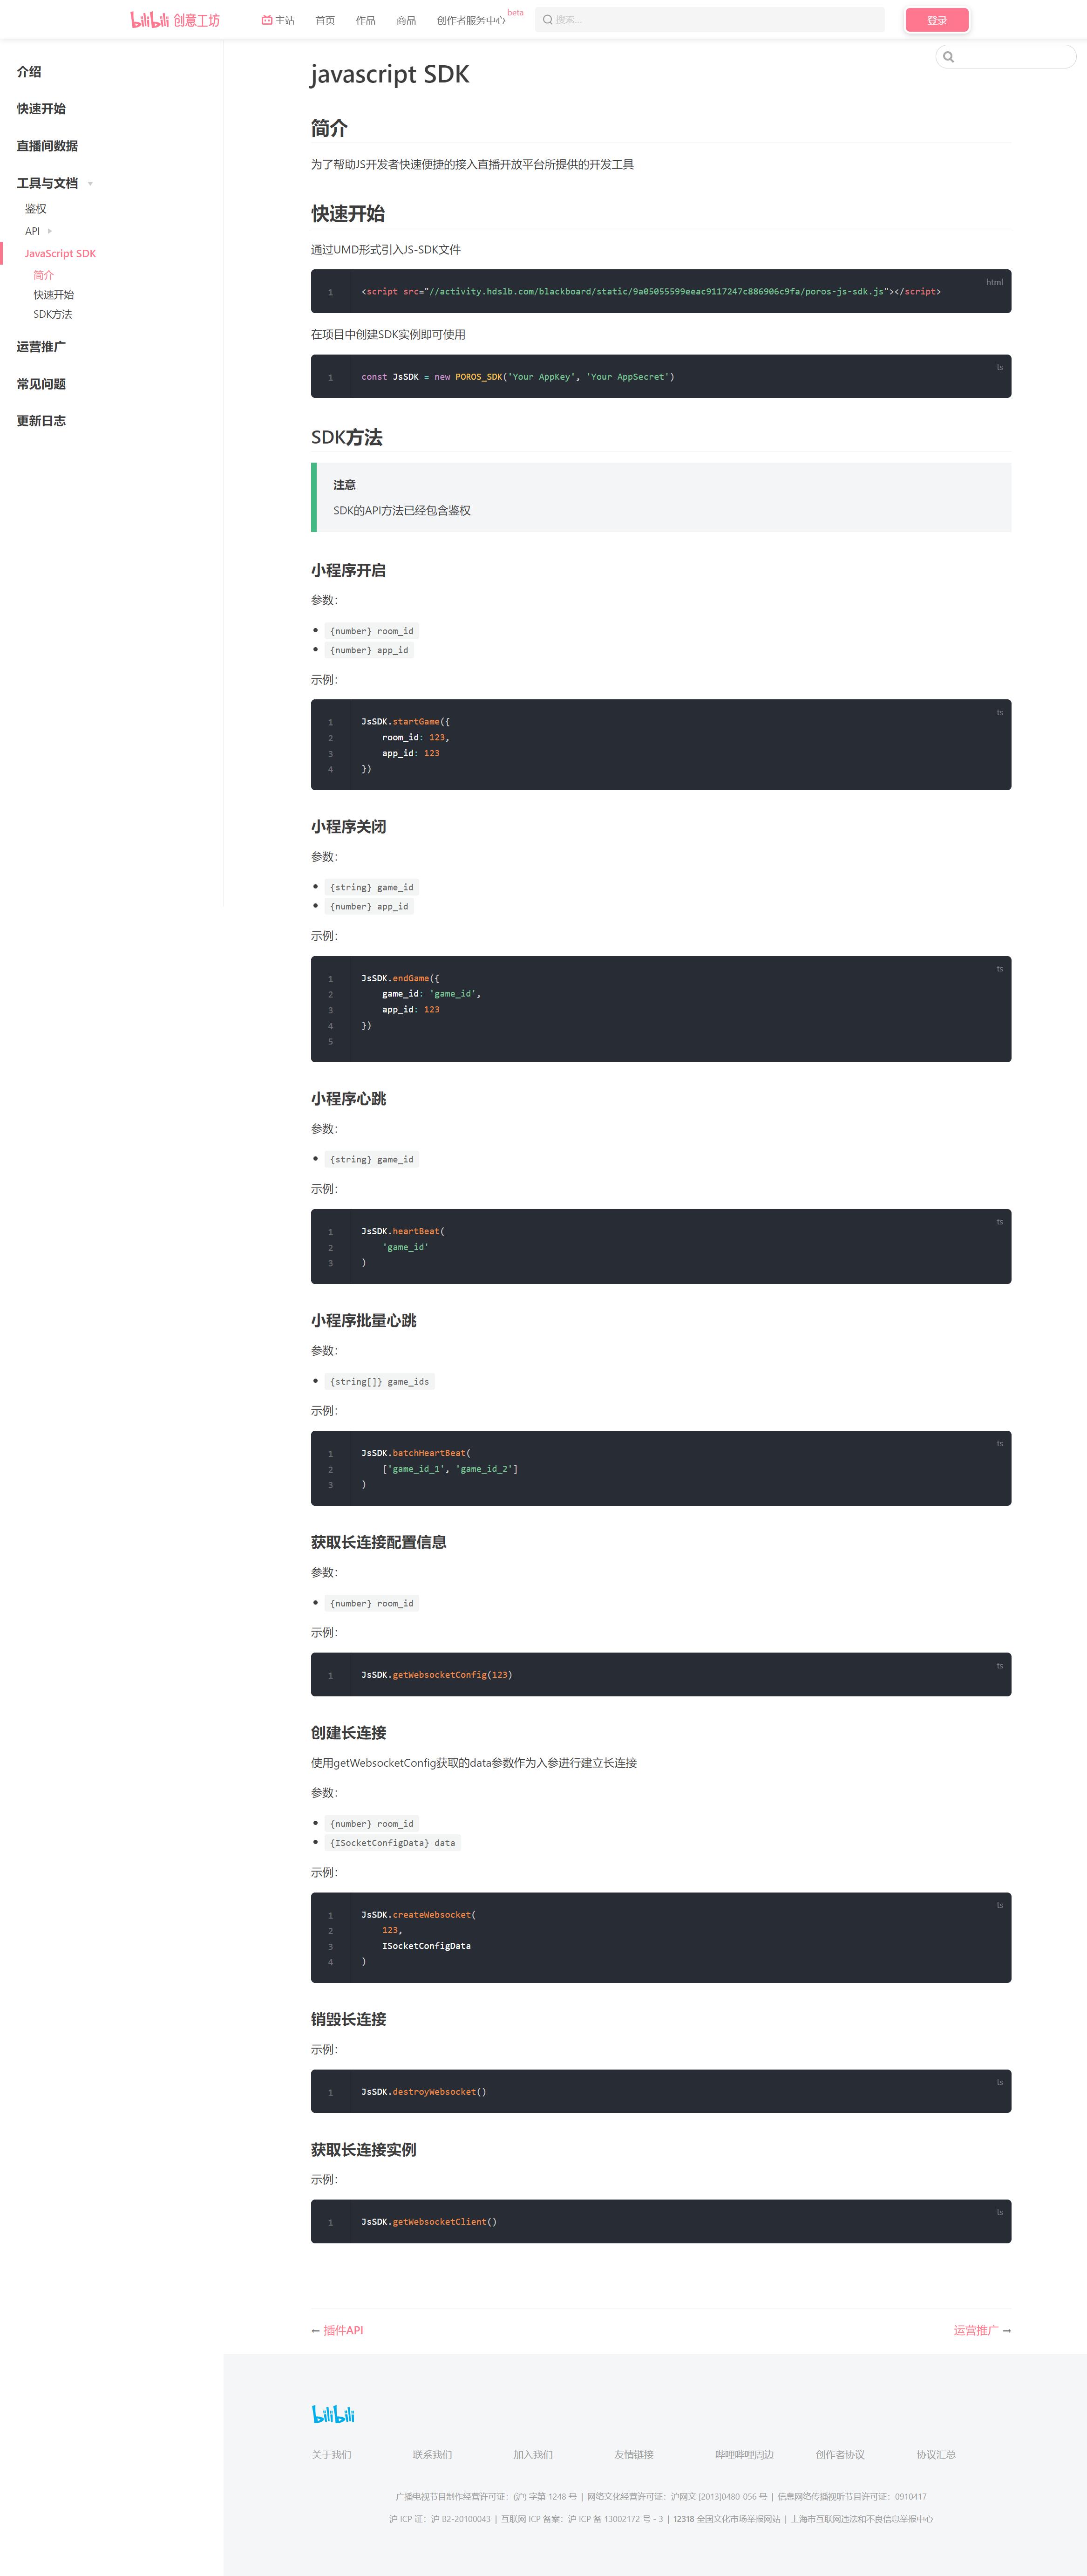 bilibili 创意工坊
主站
首页
作品
商品
创作者服务中心
beta
搜索...
登录
介绍
快速开始
直播间数据
工具与文档
鉴权
API
JavaScript SDK
简介
快速开始
SDK方法
运营推广
常见问题
更新日志
javascript SDK
简介
为了帮助JS开发者快速便捷的接入直播开放平台所提供的开发工具
快速开始
通过UMD形式引入JS-SDK文件
html
1 <script src="//activity.hdslb.com/blackboard/static/9a05055599eeac9117247c886906c9fa/poros-js-sdk.js"></script>
在项目中创建SDK实例即可使用
ts
1 const JsSDK = new POROS_SDK('Your AppKey', 'Your AppSecret')
SDK方法
注意
SDK的API方法已经包含鉴权
小程序开启
参数：
{number} room_id
{number} app_id
示例：
ts
1 JsSDK.startGame({
2     room_id: 123,
3     app_id: 123
4 })
小程序关闭
参数：
{string} game_id
{number} app_id
示例：
ts
1 JsSDK.endGame({
2     game_id: 'game_id',
3     app_id: 123
4 })
5
小程序心跳
参数：
{string} game_id
示例：
ts
1 JsSDK.heartBeat(
2     'game_id'
3 )
小程序批量心跳
参数：
{string[]} game_ids
示例：
ts
1 JsSDK.batchHeartBeat(
2     ['game_id_1', 'game_id_2']
3 )
获取长连接配置信息
参数：
{number} room_id
示例：
ts
1 JsSDK.getWebsocketConfig(123)
创建长连接
使用getWebsocketConfig获取的data参数作为入参进行建立长连接
参数：
{number} room_id
{ISocketConfigData} data
示例：
ts
1 JsSDK.createWebsocket(
2     123,
3     ISocketConfigData
4 )
销毁长连接
示例：
ts
1 JsSDK.destroyWebsocket()
获取长连接实例
示例：
ts
1 JsSDK.getWebsocketClient()
← 插件API
运营推广 →
bilibili
关于我们
联系我们
加入我们
友情链接
哔哩哔哩周边
创作者协议
协议汇总
广播电视节目制作经营许可证：(沪) 字第 1248 号 | 网络文化经营许可证：沪网文 [2013]0480-056 号 | 信息网络传播视听节目许可证：0910417
沪 ICP 证：沪 B2-20100043 | 互联网 ICP 备案：沪 ICP 备 13002172 号 - 3 | 12318 全国文化市场举报网站 | 上海市互联网违法和不良信息举报中心